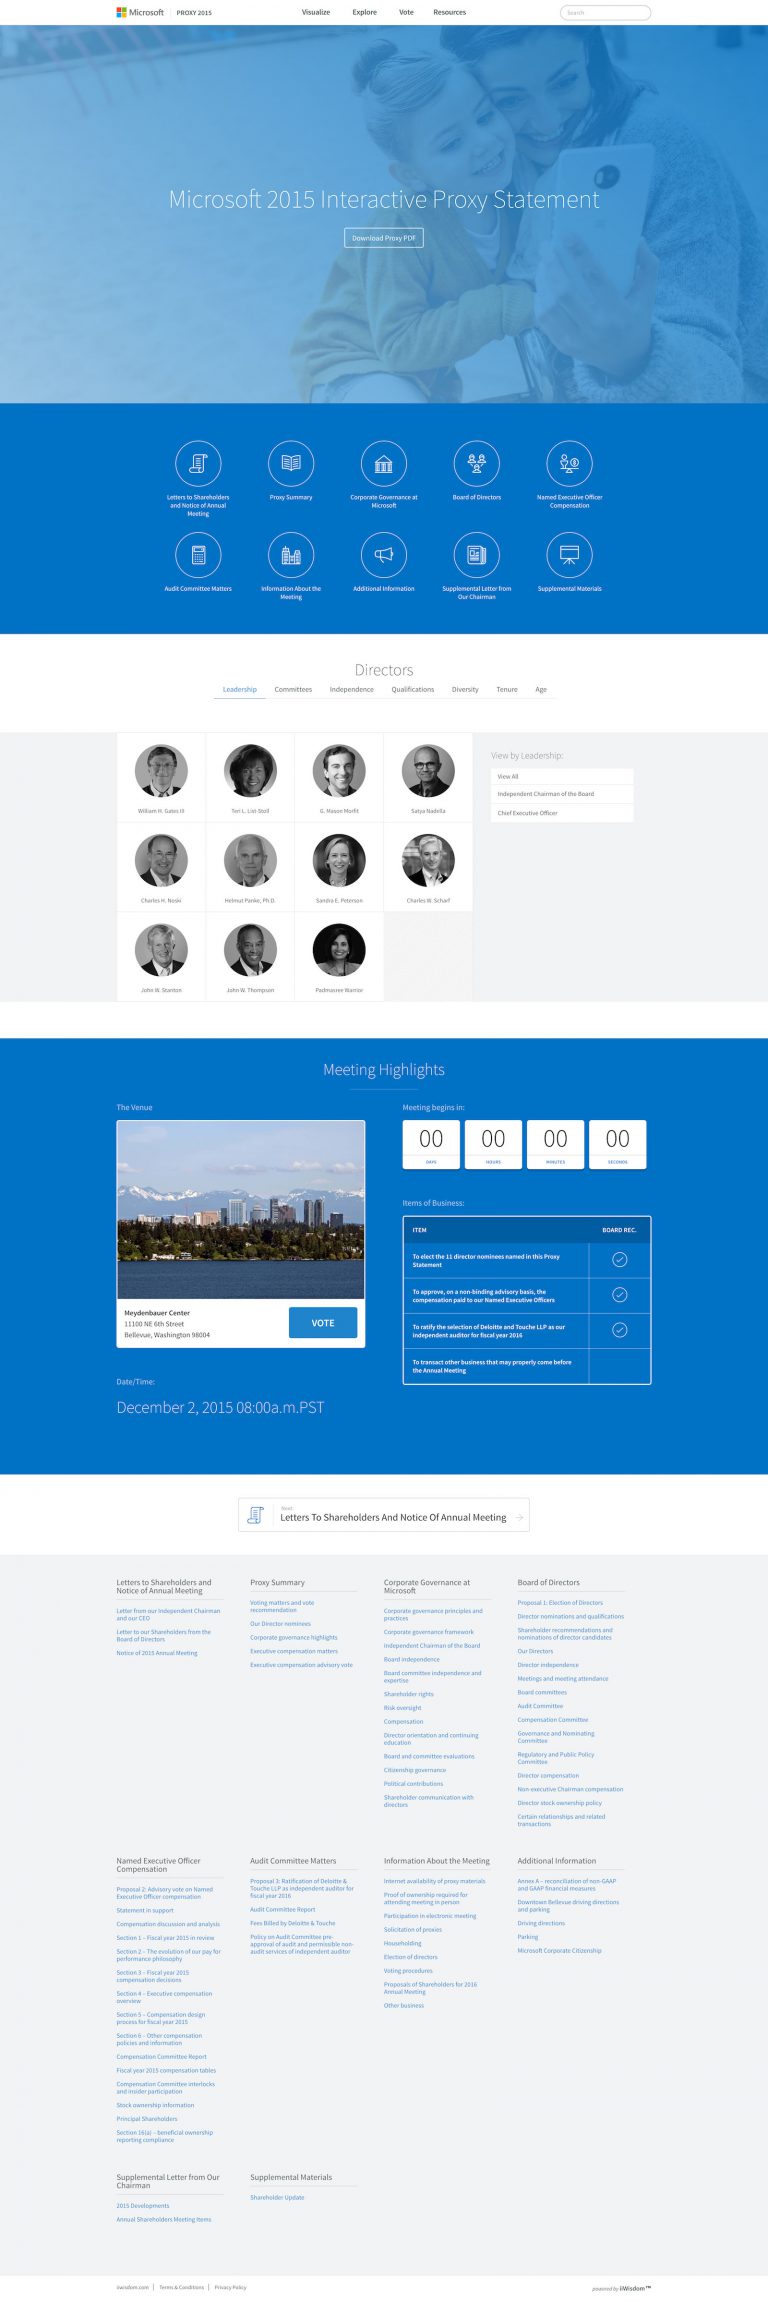 Microsoft
PROXY 2015
Visualize
Explore
Vote
Resources
Search
Microsoft 2015 Interactive Proxy Statement
Download Proxy PDF
Letters to Shareholders
and Notice of Annual
Meeting
Proxy Summary
Corporate Governance at
Microsoft
Board of Directors
Named Executive Officer
Compensation
Audit Committee Matters
Information About the
Meeting
Additional Information
Supplemental Letter from
Our Chairman
Supplemental Materials
Directors
Leadership
Committees
Independence
Qualifications
Diversity
Tenure
Age
William H. Gates III
Teri L. List-Stoll
G. Mason Morfit
Satya Nadella
View by Leadership:
View All
Independent Chairman of the Board
Chief Executive Officer
Charles H. Noski
Helmut Panke, Ph.D.
Sandra E. Peterson
Charles W. Scharf
John W. Stanton
John W. Thompson
Padmasree Warrior
Meeting Highlights
The Venue
Meydenbauer Center
11100 NE 6th Street
Bellevue, Washington 98004
VOTE
Date/Time:
December 2, 2015 08:00a.m.PST
Meeting begins in:
00
DAYS
00
HOURS
00
MINUTES
00
SECONDS
Items of Business:
ITEM
BOARD REC.
To elect the 11 director nominees named in this Proxy
Statement
To approve, on a non-binding advisory basis, the
compensation paid to our Named Executive Officers
To ratify the selection of Deloitte and Touche LLP as our
independent auditor for fiscal year 2016
To transact other business that may properly come before
the Annual Meeting
Next
Letters To Shareholders And Notice Of Annual Meeting
Letters to Shareholders and
Notice of Annual Meeting
Letter from our Independent Chairman
and our CEO
Letter to our Shareholders from the
Board of Directors
Notice of 2015 Annual Meeting
Proxy Summary
Voting matters and vote
recommendation
Our Director nominees
Corporate governance highlights
Executive compensation matters
Executive compensation advisory vote
Corporate Governance at
Microsoft
Corporate governance principles and
practices
Corporate governance framework
Independent Chairman of the Board
Board independence
Board committee independence and
expertise
Shareholder rights
Risk oversight
Compensation
Director orientation and continuing
education
Board and committee evaluations
Citizenship governance
Political contributions
Shareholder communication with
directors
Board of Directors
Proposal 1: Election of Directors
Director nominations and qualifications
Shareholder recommendations and
nominations of director candidates
Our Directors
Director independence
Meetings and meeting attendance
Board committees
Audit Committee
Compensation Committee
Governance and Nominating
Committee
Regulatory and Public Policy
Committee
Director compensation
Non-executive Chairman compensation
Director stock ownership policy
Certain relationships and related
transactions
Named Executive Officer
Compensation
Proposal 2: Advisory vote on Named
Executive Officer compensation
Statement in support
Compensation discussion and analysis
Section 1 – Fiscal year 2015 in review
Section 2 – The evolution of our pay for
performance philosophy
Section 3 – Fiscal year 2015
compensation decisions
Section 4 – Executive compensation
overview
Section 5 – Compensation design
process for fiscal year 2015
Section 6 – Other compensation
policies and information
Compensation Committee Report
Fiscal year 2015 compensation tables
Compensation Committee interlocks
and insider participation
Stock ownership information
Principal Shareholders
Section 16(a) – beneficial ownership
reporting compliance
Audit Committee Matters
Proposal 3: Ratification of Deloitte &
Touche LLP as independent auditor for
fiscal year 2016
Audit Committee Report
Fees Billed by Deloitte & Touche
Policy on Audit Committee pre-
approval of audit and permissible non-
audit services of independent auditor
Information About the Meeting
Internet availability of proxy materials
Proof of ownership required for
attending meeting in person
Participation in electronic meeting
Solicitation of proxies
Householding
Election of directors
Voting procedures
Proposals of Shareholders for 2016
Annual Meeting
Other business
Additional Information
Annex A – reconciliation of non-GAAP
and GAAP financial measures
Downtown Bellevue driving directions
and parking
Driving directions
Parking
Microsoft Corporate Citizenship
Supplemental Letter from Our
Chairman
2015 Developments
Annual Shareholders Meeting Items
Supplemental Materials
Shareholder Update
iiwisdom.com
Terms & Conditions
Privacy Policy
powered by iiWisdom™